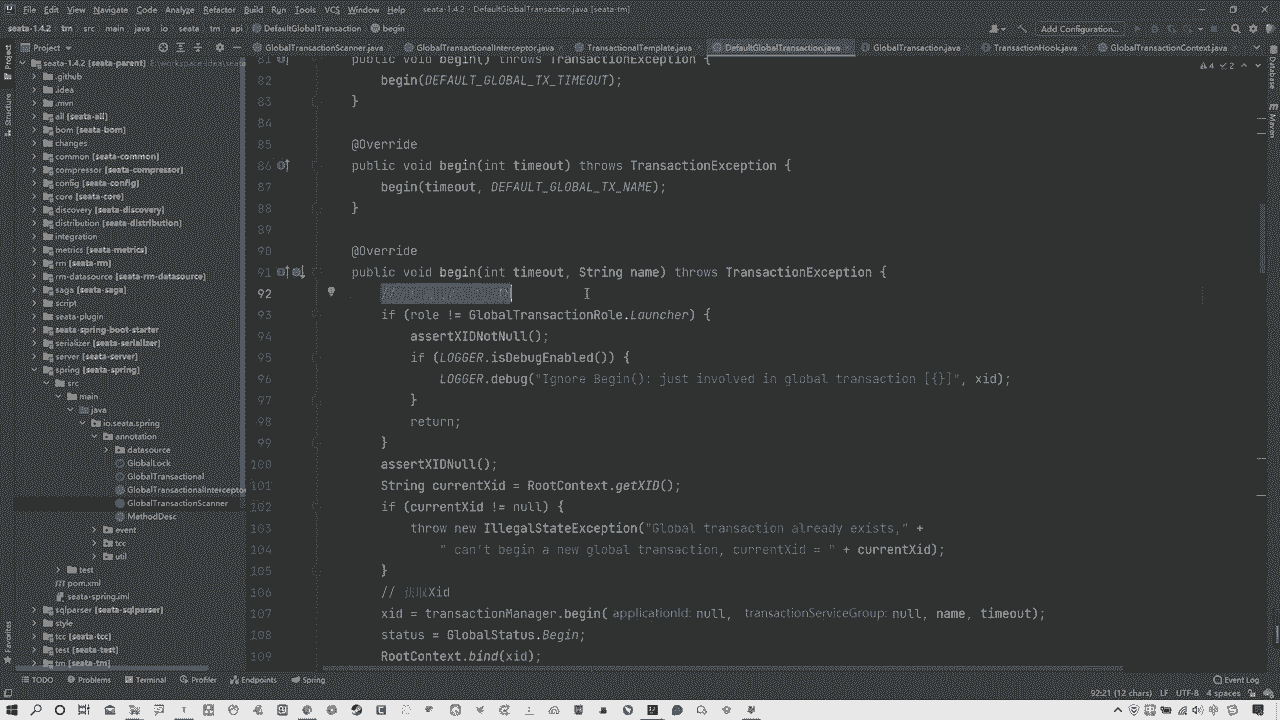 File Edit View Navigate Code Analyze Refactor Build Run Tools VCS Window Help seata-1.4.2 - DefaultGlobalTransaction.java [seata-tm]
seata-1.4.2 tm src main java io seata tm api DefaultGlobalTransaction begin Add Configuration...
Project GlobalTransactionScanner.java GlobalTransactionalInterceptor.java TransactionalTemplate.java DefaultGlobalTransaction.java GlobalTransaction.java TransactionHook.java GlobalTransactionContext.java
seata-1.4.2 [seata-parent]
.github
.idea
.mvn
all [seata-all]
bom [seata-bom]
changes
common [seata-common]
compressor [seata-compressor]
config [seata-config]
core [seata-core]
discovery [seata-discovery]
distribution [seata-distribution]
integration
metrics [seata-metrics]
rm [seata-rm]
rm-datasource [seata-rm-datasource]
saga [seata-saga]
script
seata-plugin
seata-spring-boot-starter
serializer [seata-serializer]
server [seata-server]
spring [seata-spring]
src
main
java
io.seata.spring
annotation
datasource
GlobalLock
GlobalTransactional
GlobalTransactionalInterceptor
GlobalTransactionScanner
MethodDesc
event
tcc
util
test
pom.xml
seata-spring.iml
sqlparser [seata-sqlparser]
style
tcc [seata-tcc]
test [seata-test]
tm [seata-tm]
81 public void begin() throws TransactionException {
82 begin(DEFAULT_GLOBAL_TX_TIMEOUT);
83 }
84
85 @Override
86 public void begin(int timeout) throws TransactionException {
87 begin(timeout, DEFAULT_GLOBAL_TX_NAME);
88 }
89
90 @Override
91 public void begin(int timeout, String name) throws TransactionException {
92 //
93 if (role != GlobalTransactionRole.Launcher) {
94 assertXIDNotNull();
95 if (LOGGER.isDebugEnabled()) {
96 LOGGER.debug("Ignore Begin(): just involved in global transaction [{}]", xid);
97 }
98 return;
99 }
100 assertXIDNull();
101 String currentXid = RootContext.getXID();
102 if (currentXid != null) {
103 throw new IllegalStateException("Global transaction already exists," +
104 " can't begin a new global transaction, currentXid = " + currentXid);
105 }
106 // 获取Xid
107 xid = transactionManager.begin( applicationId: null, transactionServiceGroup: null, name, timeout);
108 status = GlobalStatus.Begin;
109 RootContext.bind(xid);
4 2
Project
Structure
Favorites
Database
Maven
TODO Problems Terminal Profiler Endpoints Spring Event Log
92:21 (12 chars) LF UTF-8 4 spaces